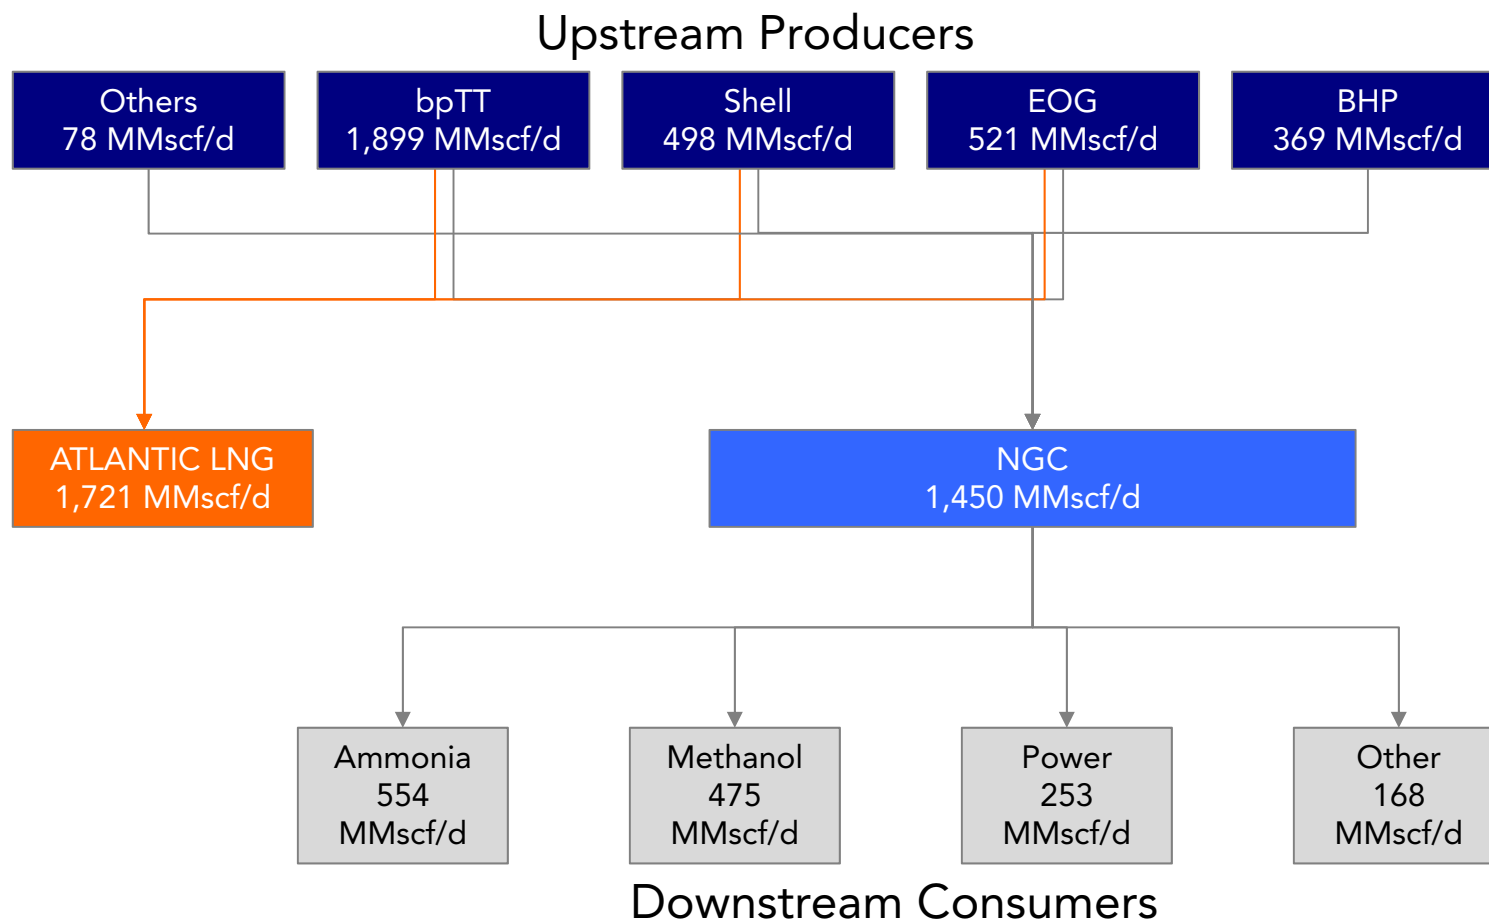 Upstream Producers
Others
78 MMscf/d
bpTT
1,899 MMscf/d
Shell
498 MMscf/d
EOG
521 MMscf/d
BHP
369 MMscf/d
ATLANTIC LNG
1,721 MMscf/d
NGC
1,450 MMscf/d
Ammonia
554
MMscf/d
Methanol
475
MMscf/d
Power
253
MMscf/d
Other
168
MMscf/d
Downstream Consumers